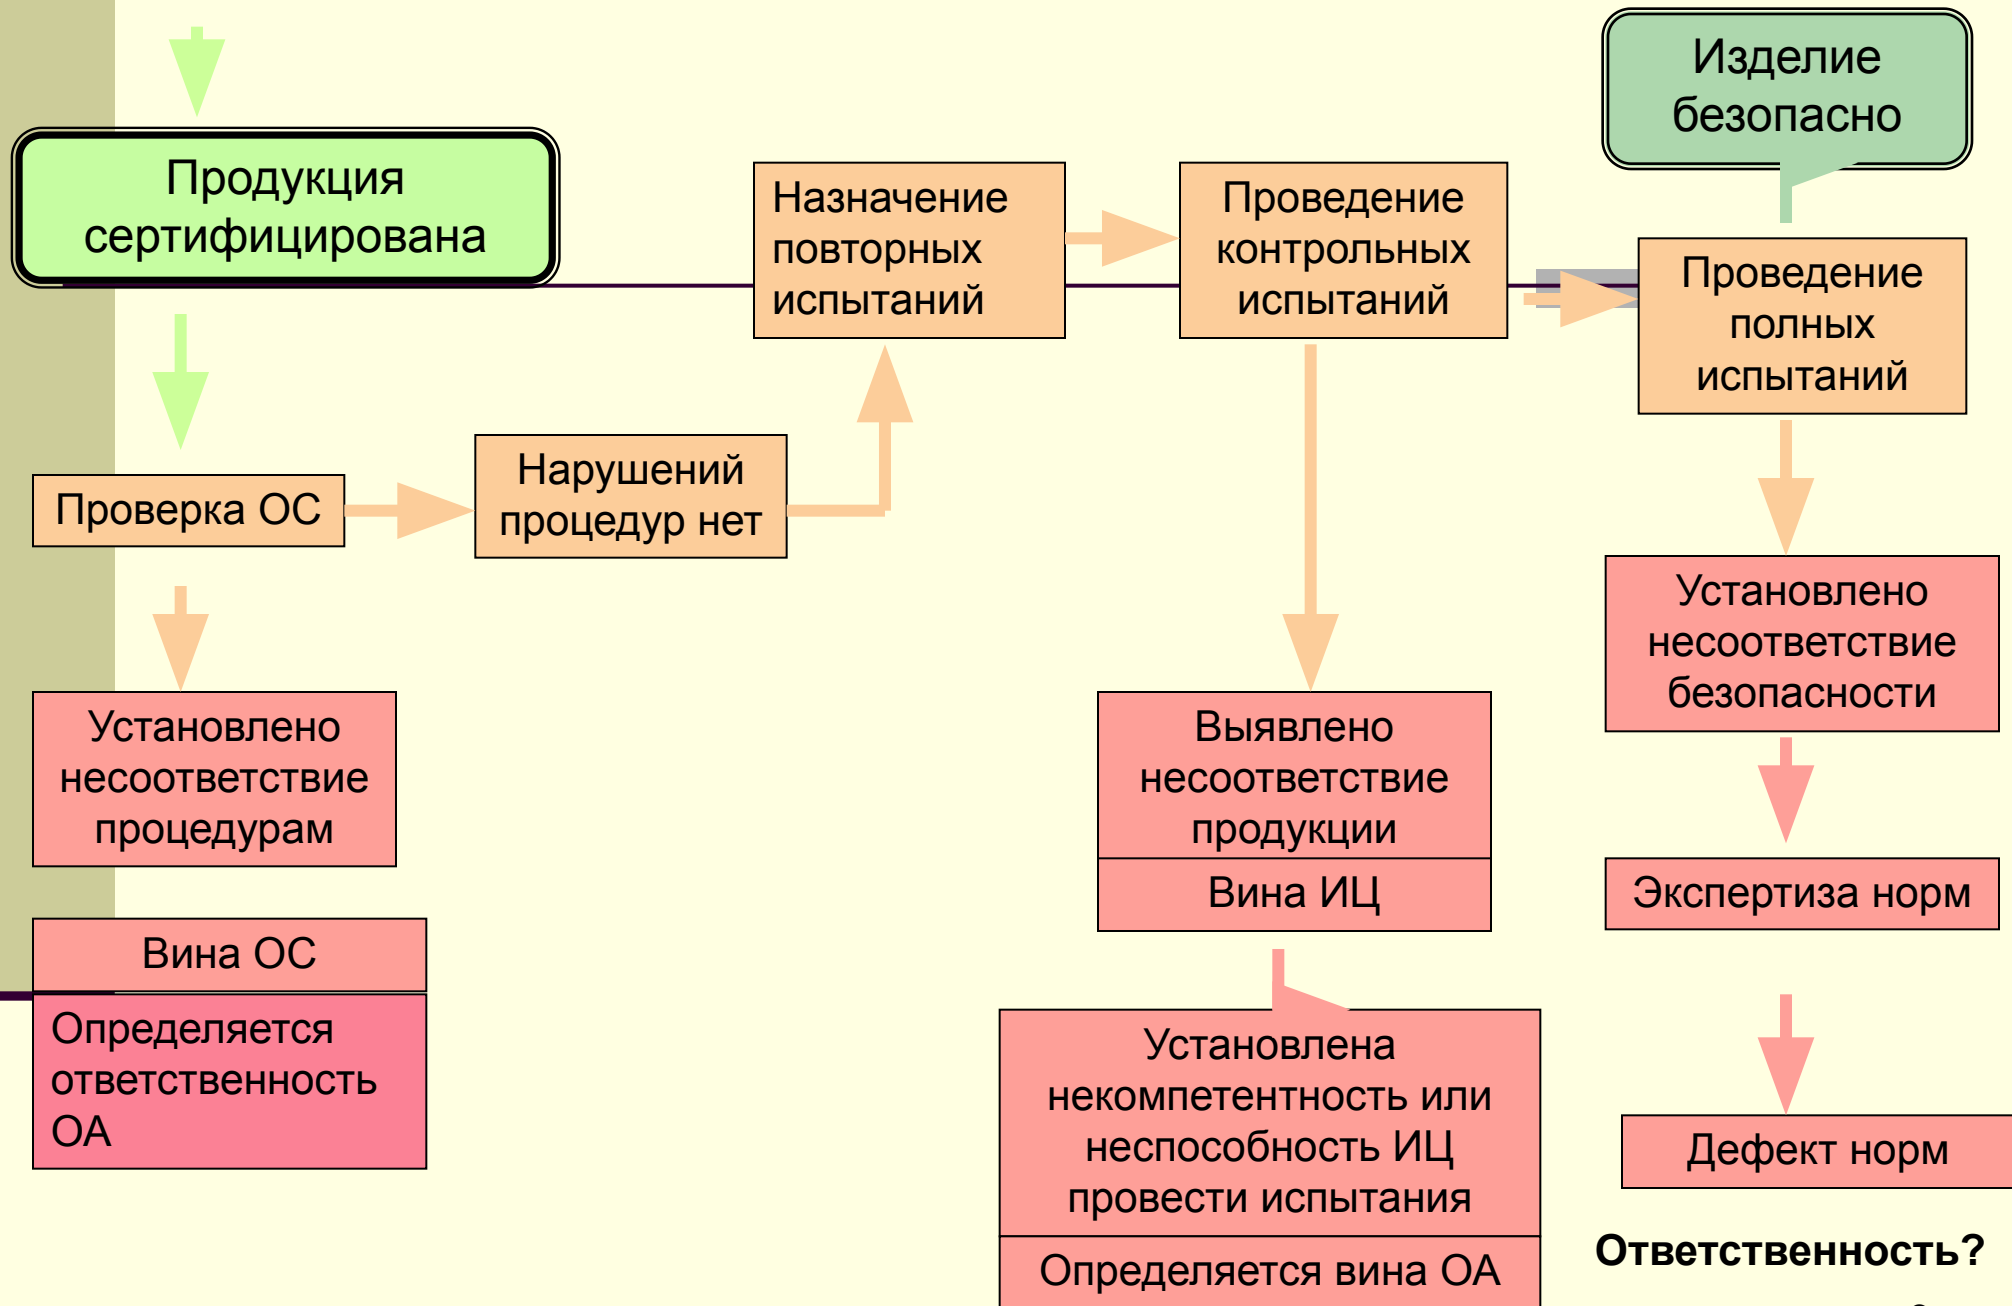 Изделие
безопасно
Продукция
сертифицирована
Назначение
повторных
испытаний
Проведение
контрольных
испытаний
Проведение
полных
испытаний
Проверка ОС
Нарушений
процедур нет
Установлено
несоответствие
безопасности
Установлено
несоответствие
процедурам
Выявлено
несоответствие
продукции
Вина ИЦ
Экспертиза норм
Вина ОС
Определяется
ответственность
ОА
Установлена
некомпетентность или
неспособность ИЦ
провести испытания
Определяется вина ОА
Дефект норм
Ответственность?